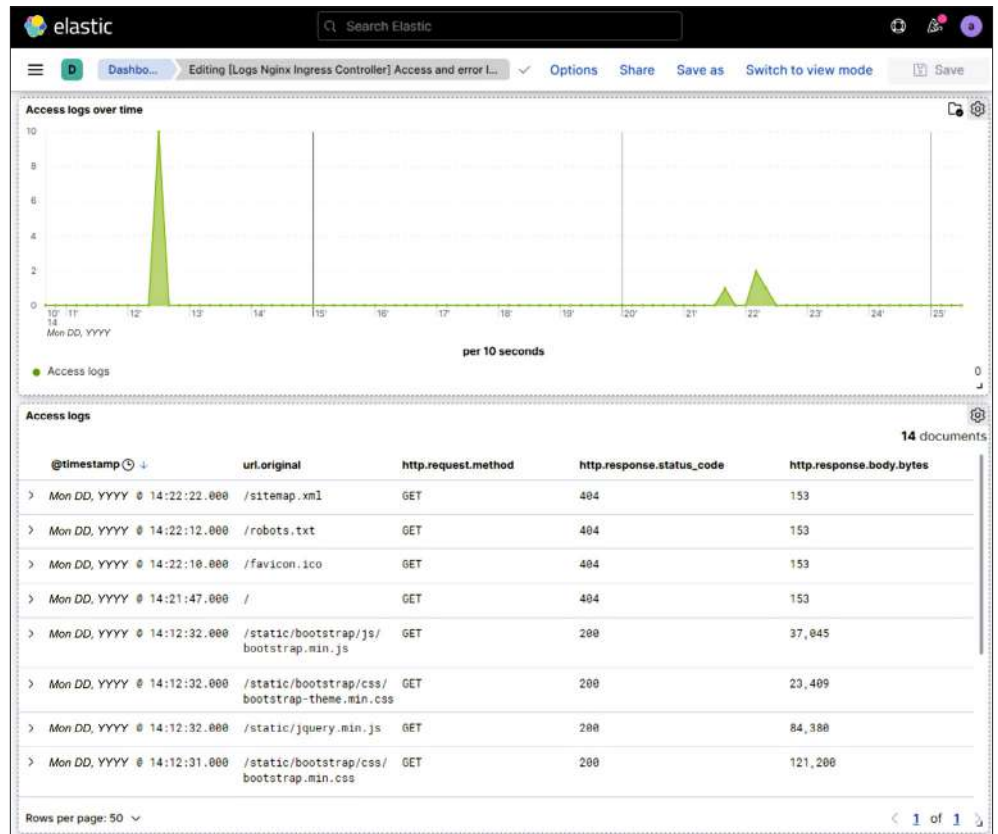 elastic
Search Elastic
a
D Dashbo... Editing [Logs Nginx Ingress Controller] Access and error l... Options Share Save as Switch to view mode Save
Access logs over time
10
8
6
4
2
0
10' 11' 12' 13' 14' 15' 16' 17' 18' 19' 20' 21' 22' 23' 24' 25'
14
Mon DD, YYYY
per 10 seconds
Access logs 0
Access logs
14 documents
@timestamp url.original http.request.method http.response.status_code http.response.body.bytes
Mon DD, YYYY @ 14:22:22.000 /sitemap.xml GET 404 153
Mon DD, YYYY @ 14:22:12.000 /robots.txt GET 404 153
Mon DD, YYYY @ 14:22:10.000 /favicon.ico GET 404 153
Mon DD, YYYY @ 14:21:47.000 / GET 404 153
Mon DD, YYYY @ 14:12:32.000 /static/bootstrap/js/ GET 200 37,045
bootstrap.min.js
Mon DD, YYYY @ 14:12:32.000 /static/bootstrap/css/ GET 200 23,409
bootstrap-theme.min.css
Mon DD, YYYY @ 14:12:32.000 /static/jquery.min.js GET 200 84,380
Mon DD, YYYY @ 14:12:31.000 /static/bootstrap/css/ GET 200 121,200
bootstrap.min.css
Rows per page: 50 1 of 1